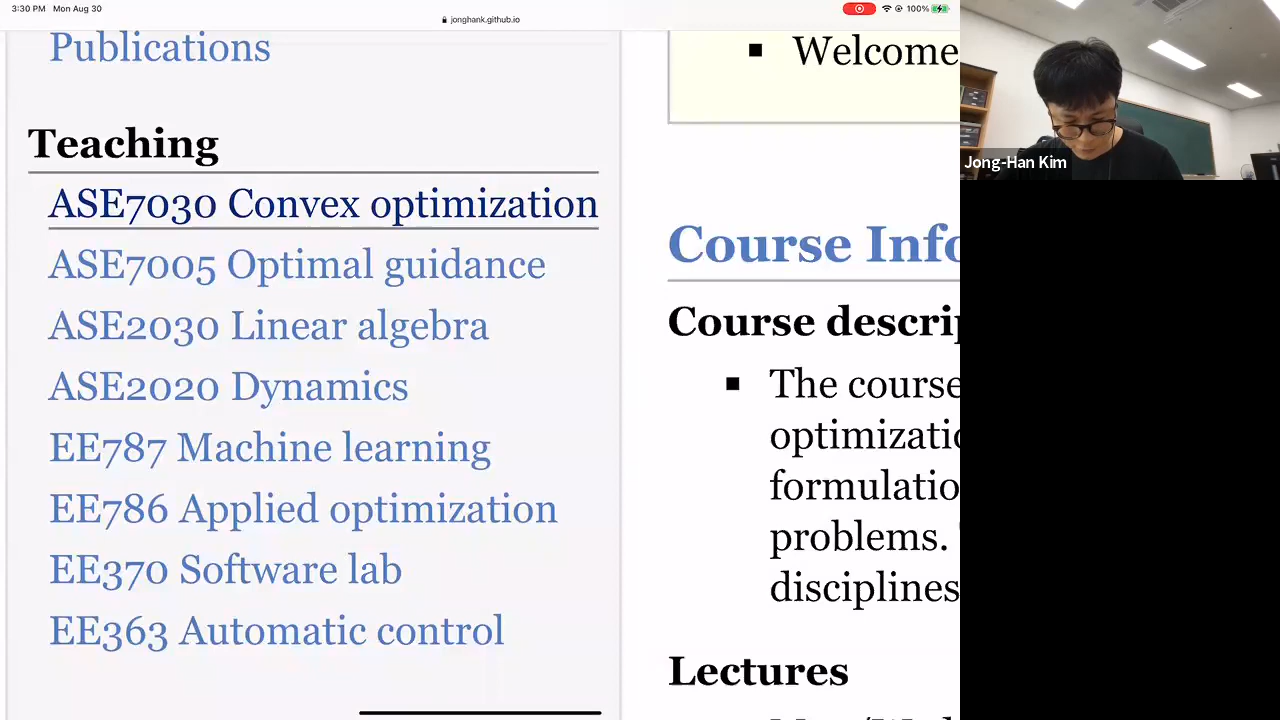 3:30 PM Mon Aug 30
jonghank.github.io
100%
Publications
Teaching
ASE7030 Convex optimization
ASE7005 Optimal guidance
ASE2030 Linear algebra
ASE2020 Dynamics
EE787 Machine learning
EE786 Applied optimization
EE370 Software lab
EE363 Automatic control
Welcome
Course Info
Course descrip
The course
optimizatio
formulatio
problems.
disciplines
Lectures
Jong-Han Kim